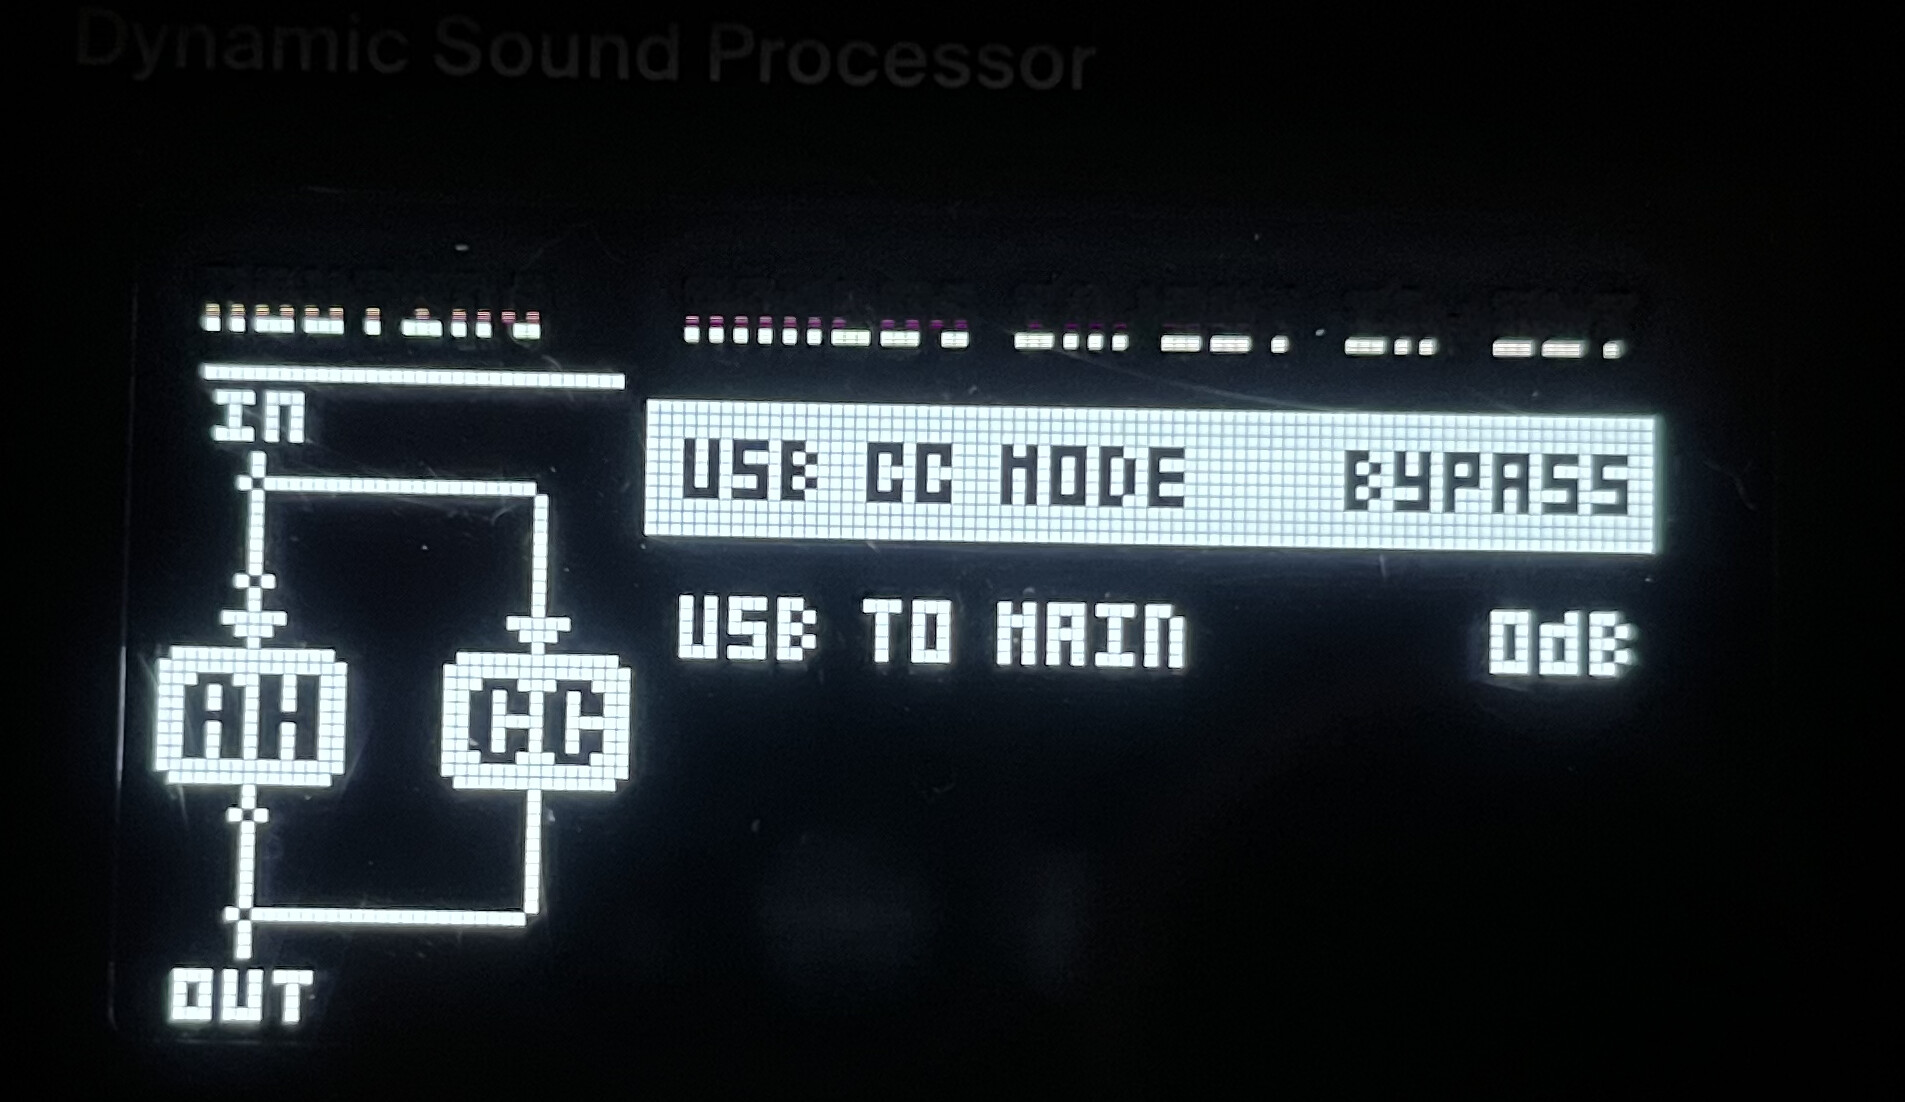 Dynamic Sound Processor
IN
USB CC MODE BYPASS
USB TO MAIN 0dB
AH CC
OUT